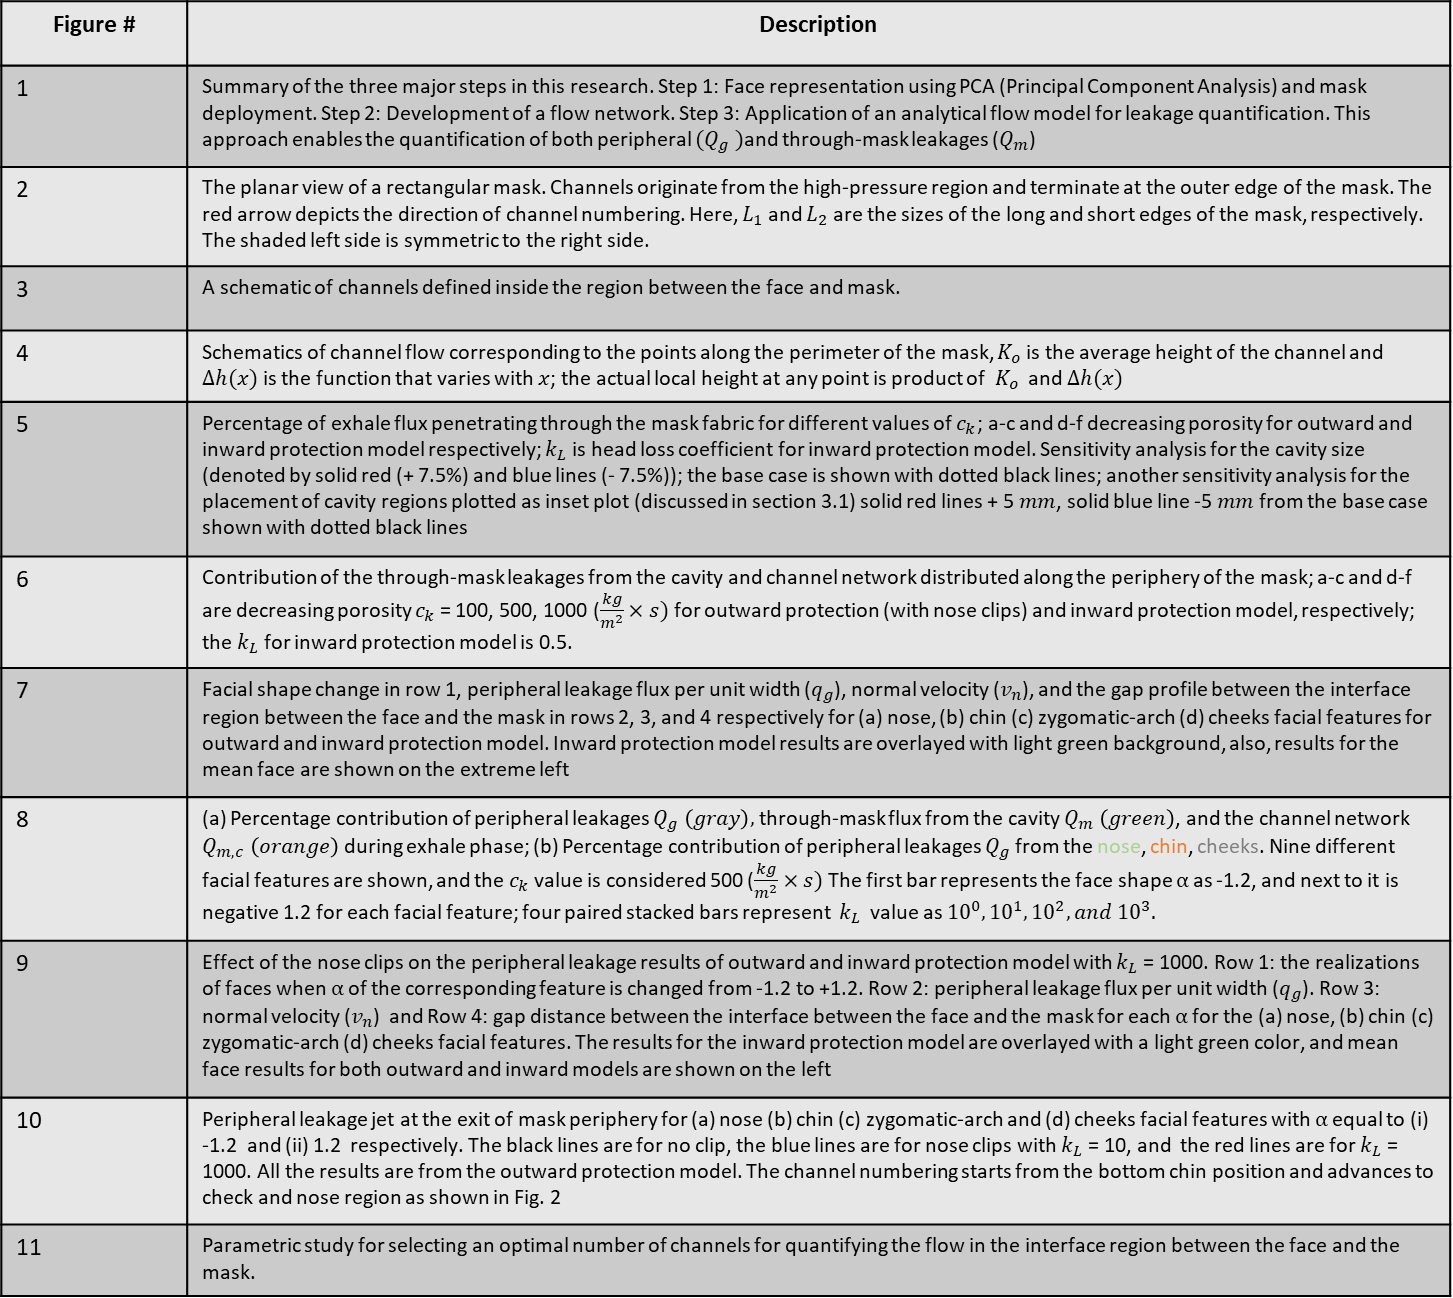 Figure # Description
1 Summary of the three major steps in this research. Step 1: Face representation using PCA (Principal Component Analysis) and mask
deployment. Step 2: Development of a flow network. Step 3: Application of an analytical flow model for leakage quantification. This
approach enables the quantification of both peripheral (Q_g )and through-mask leakages (Q_m)
2 The planar view of a rectangular mask. Channels originate from the high-pressure region and terminate at the outer edge of the mask. The
red arrow depicts the direction of channel numbering. Here, L_1 and L_2 are the sizes of the long and short edges of the mask, respectively.
The shaded left side is symmetric to the right side.
3 A schematic of channels defined inside the region between the face and mask.
4 Schematics of channel flow corresponding to the points along the perimeter of the mask, K_o is the average height of the channel and
Δh(x) is the function that varies with x; the actual local height at any point is product of K_o and Δh(x)
5 Percentage of exhale flux penetrating through the mask fabric for different values of c_k; a-c and d-f decreasing porosity for outward and
inward protection model respectively; k_L is head loss coefficient for inward protection model. Sensitivity analysis for the cavity size
(denoted by solid red (+ 7.5%) and blue lines (- 7.5%)); the base case is shown with dotted black lines; another sensitivity analysis for the
placement of cavity regions plotted as inset plot (discussed in section 3.1) solid red lines + 5 mm, solid blue line -5 mm from the base case
shown with dotted black lines
6 Contribution of the through-mask leakages from the cavity and channel network distributed along the periphery of the mask; a-c and d-f
are decreasing porosity c_k = 100, 500, 1000 (kg/m² × s) for outward protection (with nose clips) and inward protection model, respectively;
the k_L for inward protection model is 0.5.
7 Facial shape change in row 1, peripheral leakage flux per unit width (q_g), normal velocity (v_n), and the gap profile between the interface
region between the face and the mask in rows 2, 3, and 4 respectively for (a) nose, (b) chin (c) zygomatic-arch (d) cheeks facial features for
outward and inward protection model. Inward protection model results are overlayed with light green background, also, results for the
mean face are shown on the extreme left
8 (a) Percentage contribution of peripheral leakages Q_g (gray), through-mask flux from the cavity Q_m (green), and the channel network
Q_m,c (orange) during exhale phase; (b) Percentage contribution of peripheral leakages Q_g from the nose, chin, cheeks. Nine different
facial features are shown, and the c_k value is considered 500 (kg/m² × s) The first bar represents the face shape α as -1.2, and next to it is
negative 1.2 for each facial feature; four paired stacked bars represent k_L value as 10⁰, 10¹, 10², and 10³.
9 Effect of the nose clips on the peripheral leakage results of outward and inward protection model with k_L = 1000. Row 1: the realizations
of faces when α of the corresponding feature is changed from -1.2 to +1.2. Row 2: peripheral leakage flux per unit width (q_g). Row 3:
normal velocity (v_n) and Row 4: gap distance between the interface between the face and the mask for each α for the (a) nose, (b) chin (c)
zygomatic-arch (d) cheeks facial features. The results for the inward protection model are overlayed with a light green color, and mean
face results for both outward and inward models are shown on the left
10 Peripheral leakage jet at the exit of mask periphery for (a) nose (b) chin (c) zygomatic-arch and (d) cheeks facial features with α equal to (i)
-1.2 and (ii) 1.2 respectively. The black lines are for no clip, the blue lines are for nose clips with k_L = 10, and the red lines are for k_L =
1000. All the results are from the outward protection model. The channel numbering starts from the bottom chin position and advances to
check and nose region as shown in Fig. 2
11 Parametric study for selecting an optimal number of channels for quantifying the flow in the interface region between the face and the
mask.